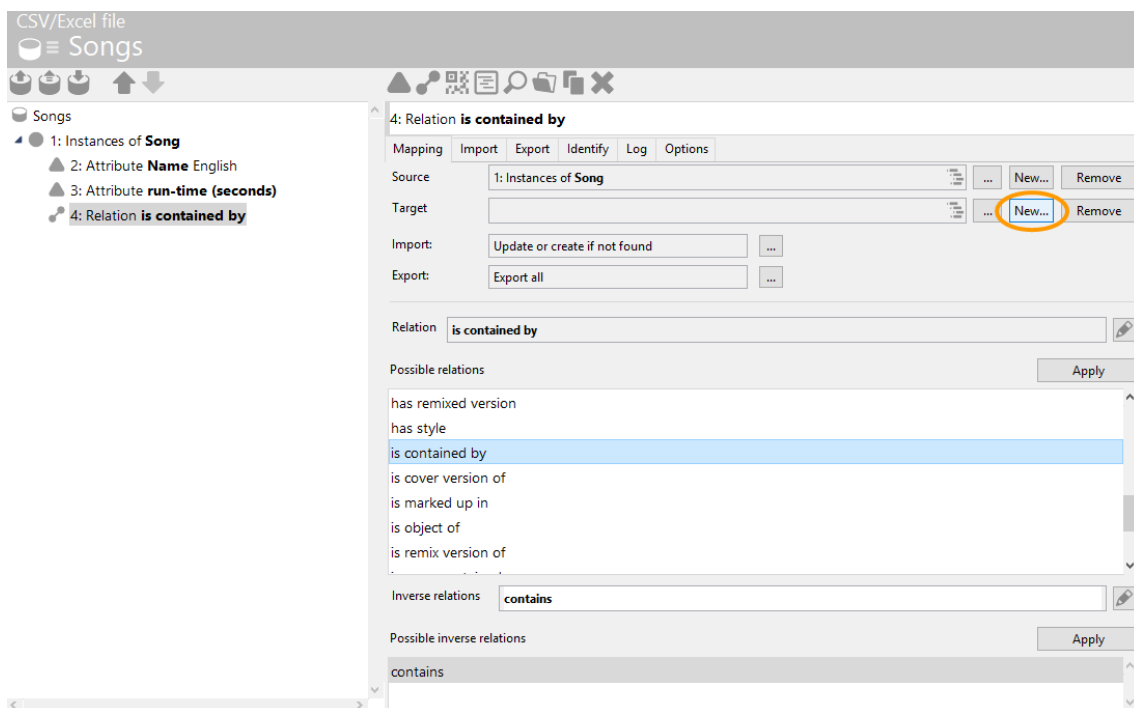 CSV/Excel file
Songs
Songs
1: Instances of Song
2: Attribute Name English
3: Attribute run-time (seconds)
4: Relation is contained by
4: Relation is contained by
Mapping Import Export Identify Log Options
Source 1: Instances of Song ... New... Remove
Target ... New... Remove
Import: Update or create if not found ...
Export: Export all ...
Relation is contained by
Possible relations Apply
has remixed version
has style
is contained by
is cover version of
is marked up in
is object of
is remix version of
Inverse relations contains
Possible inverse relations Apply
contains